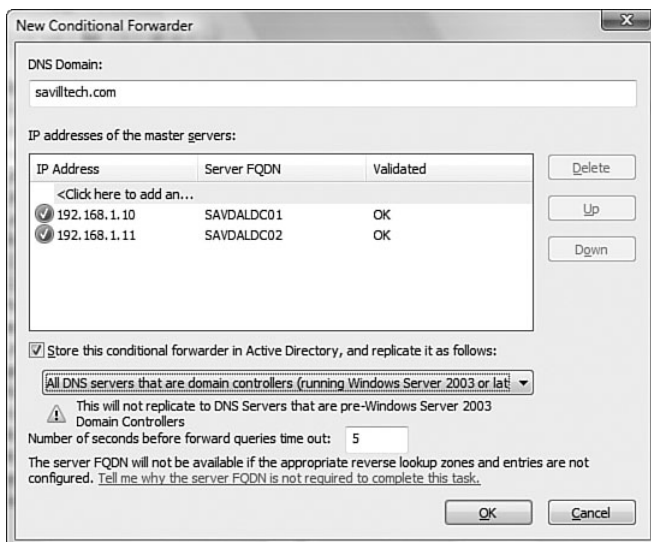 New Conditional Forwarder
X
DNS Domain:
savilltech.com
IP addresses of the master servers:
IP Address Server FQDN Validated
<Click here to add an...
192.168.1.10 SAVDALDC01 OK
192.168.1.11 SAVDALDC02 OK
Delete
Up
Down
Store this conditional forwarder in Active Directory, and replicate it as follows:
All DNS servers that are domain controllers (running Windows Server 2003 or lat
This will not replicate to DNS Servers that are pre-Windows Server 2003
Domain Controllers
Number of seconds before forward queries time out: 5
The server FQDN will not be available if the appropriate reverse lookup zones and entries are not
configured. Tell me why the server FQDN is not required to complete this task.
OK Cancel